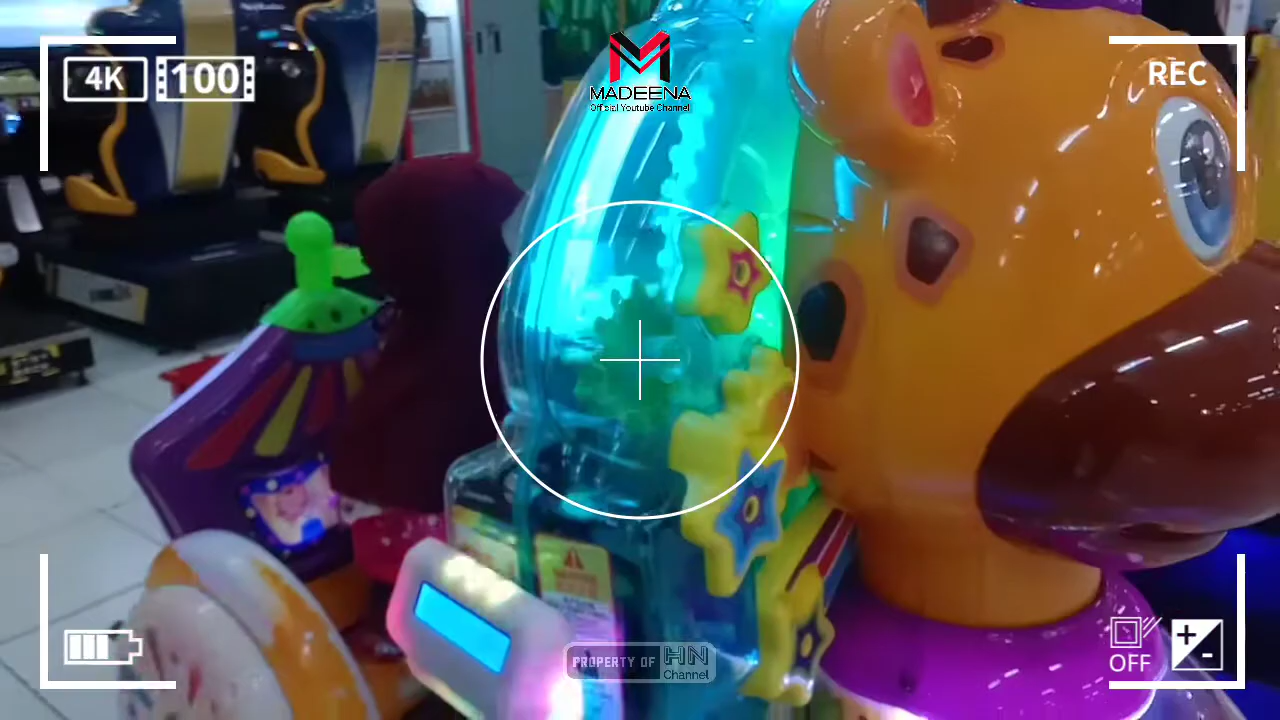 4K 100
REC
MADEENA
Official Youtube Channel
PROPERTY OF HN
Channel
OFF